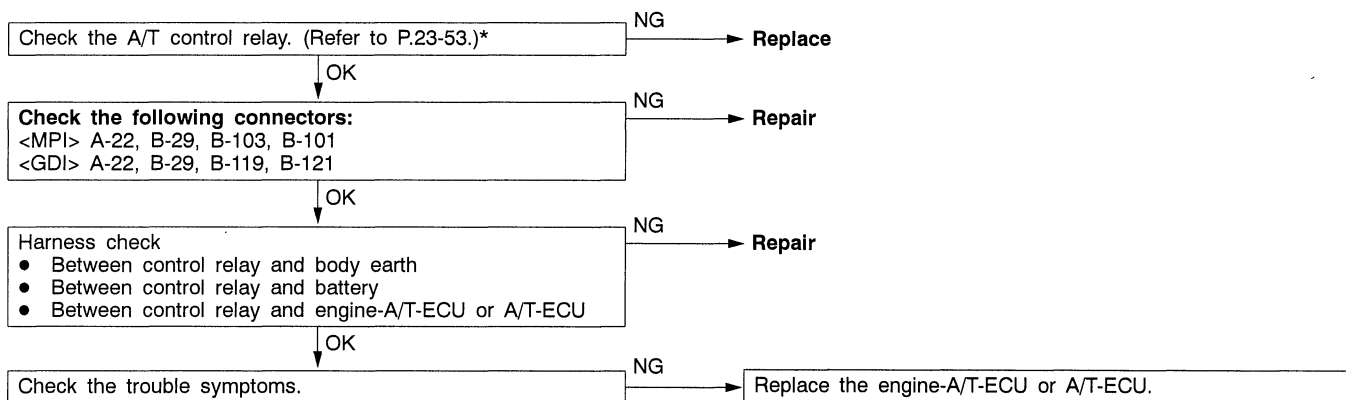 Check the A/T control relay. (Refer to P.23-53.)*
NG
Replace
OK
Check the following connectors:
<MPI> A-22, B-29, B-103, B-101
<GDI> A-22, B-29, B-119, B-121
NG
Repair
OK
Harness check
● Between control relay and body earth
● Between control relay and battery
● Between control relay and engine-A/T-ECU or A/T-ECU
NG
Repair
OK
Check the trouble symptoms.
NG
Replace the engine-A/T-ECU or A/T-ECU.